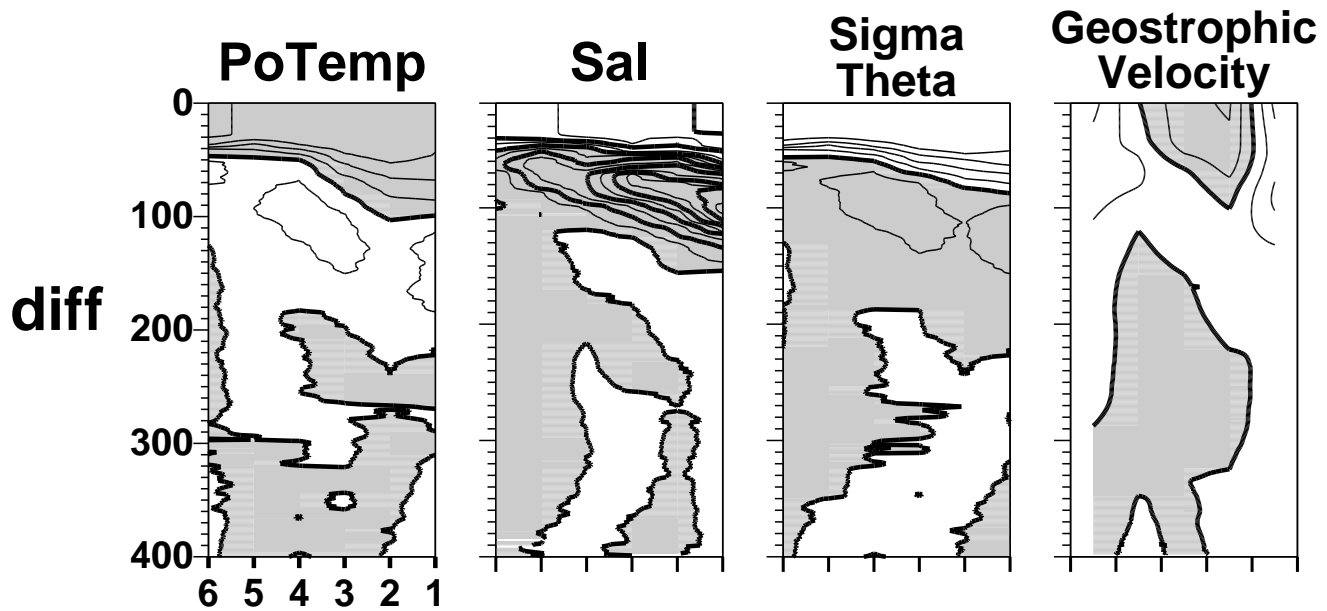 PoTemp
Sal
Sigma
Theta
Geostrophic
Velocity
diff
0
100
200
300
400
6 5 4 3 2 1